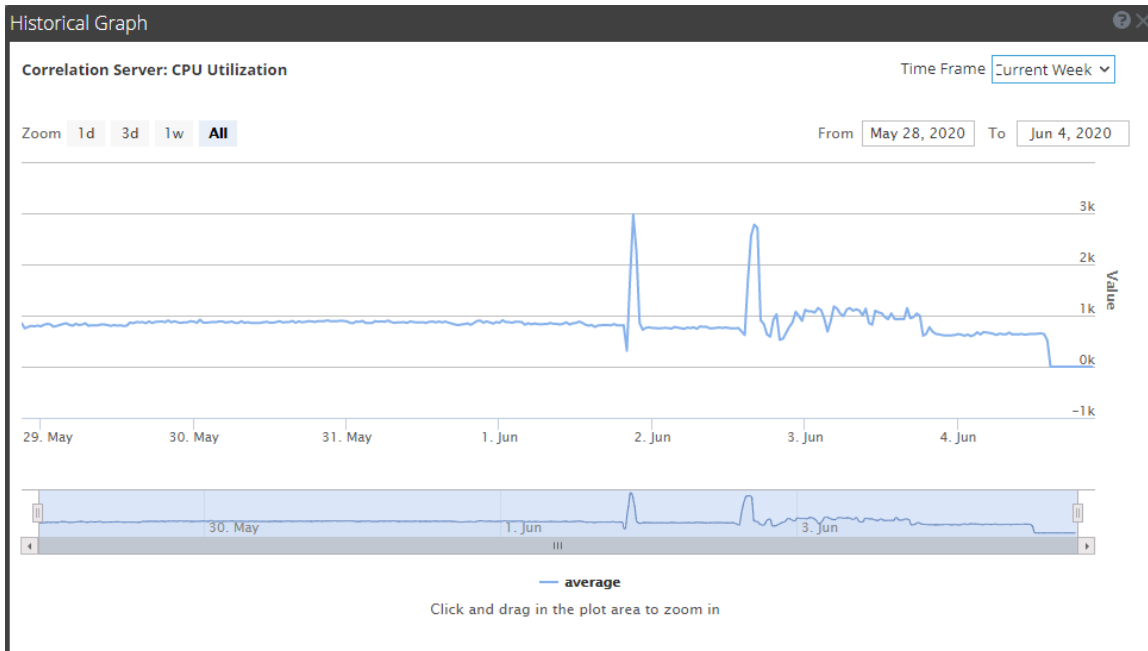 Historical Graph
Correlation Server: CPU Utilization
Time Frame Current Week
Zoom 1d 3d 1w All
From May 28, 2020 To Jun 4, 2020
3k
2k
1k
0k
-1k
Value
29. May 30. May 31. May 1. Jun 2. Jun 3. Jun 4. Jun
30. May 1. Jun 3. Jun
average
Click and drag in the plot area to zoom in